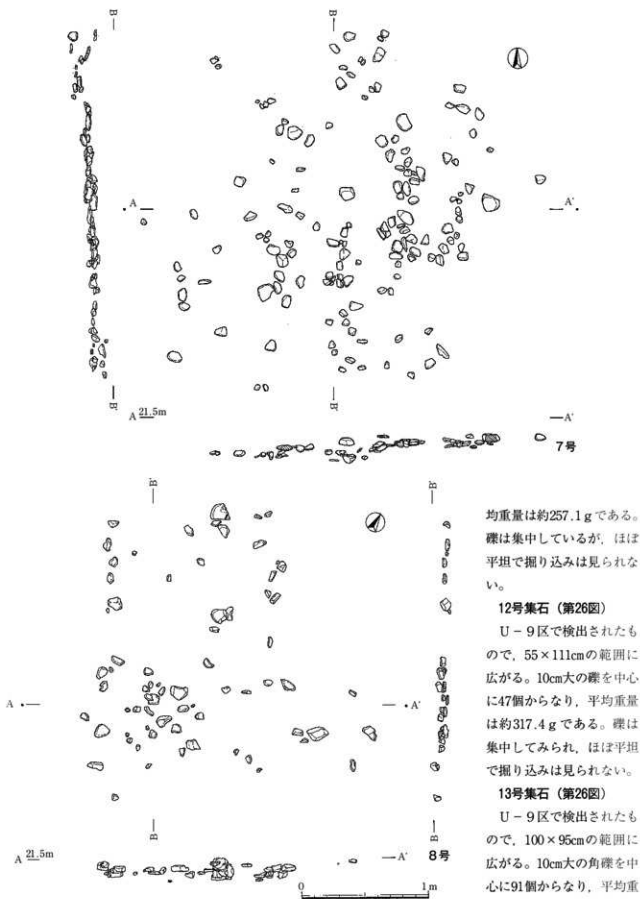 B
B
A
A'
B'
B'
A 21.5m
A'
7号
B
B
A
A'
B'
B'
A 21.5m
A'
8号
0
1m
均重量は約257.1gである。
礫は集中しているが，ほぼ
平坦で掘り込みは見られな
い。
12号集石（第26図）
U－9区で検出されたも
ので，55×111cmの範囲に
広がる。10cm大の礫を中心
に47個からなり，平均重量
は約317.4gである。礫は
集中してみられ，ほぼ平坦
で掘り込みは見られない。
13号集石（第26図）
U－9区で検出されたも
ので，100×95cmの範囲に
広がる。10cm大の角礫を中
心に91個からなり，平均重